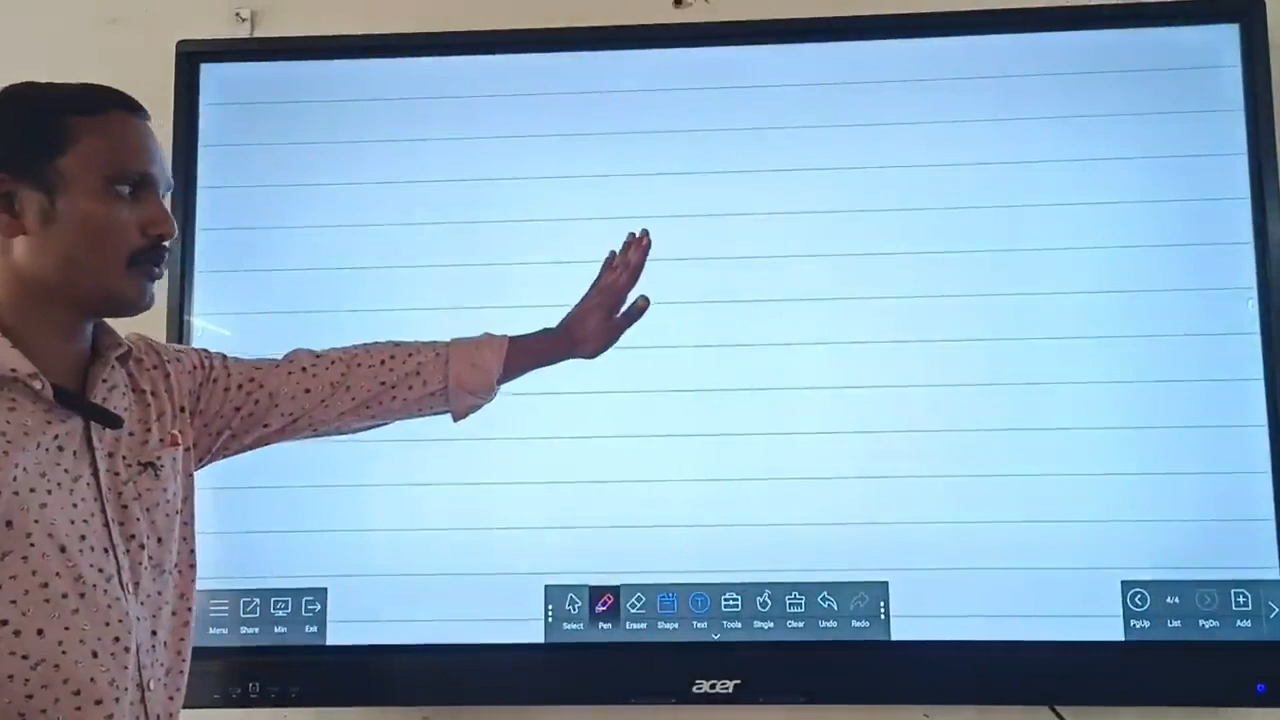 Menu Share Min Exit
Select Pen Eraser Shape Text Tools Single Clear Undo Redo
4/4
PgUp List PgDn Add
acer